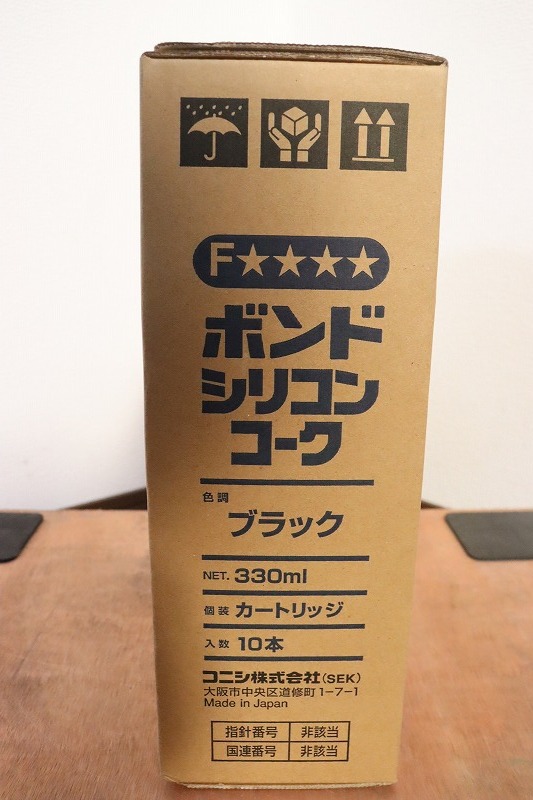 F★★★★
ボンド
シリコン
コーク
色調 ブラック
NET. 330ml
個装 カートリッジ
入数 10本
コニシ株式会社(SEK)
大阪市中央区道修町1-7-1
Made in Japan
指針番号 非該当
国連番号 非該当